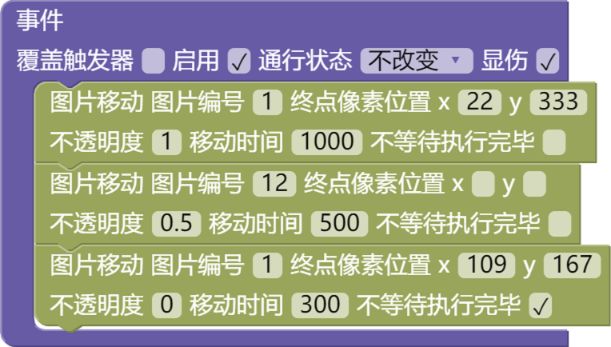 事件
覆盖触发器 启用 ✓ 通行状态 不改变 显伤 ✓
图片移动 图片编号 1 终点像素位置 x 22 y 333
不透明度 1 移动时间 1000 不等待执行完毕
图片移动 图片编号 12 终点像素位置 x y
不透明度 0.5 移动时间 500 不等待执行完毕
图片移动 图片编号 1 终点像素位置 x 109 y 167
不透明度 0 移动时间 300 不等待执行完毕 ✓